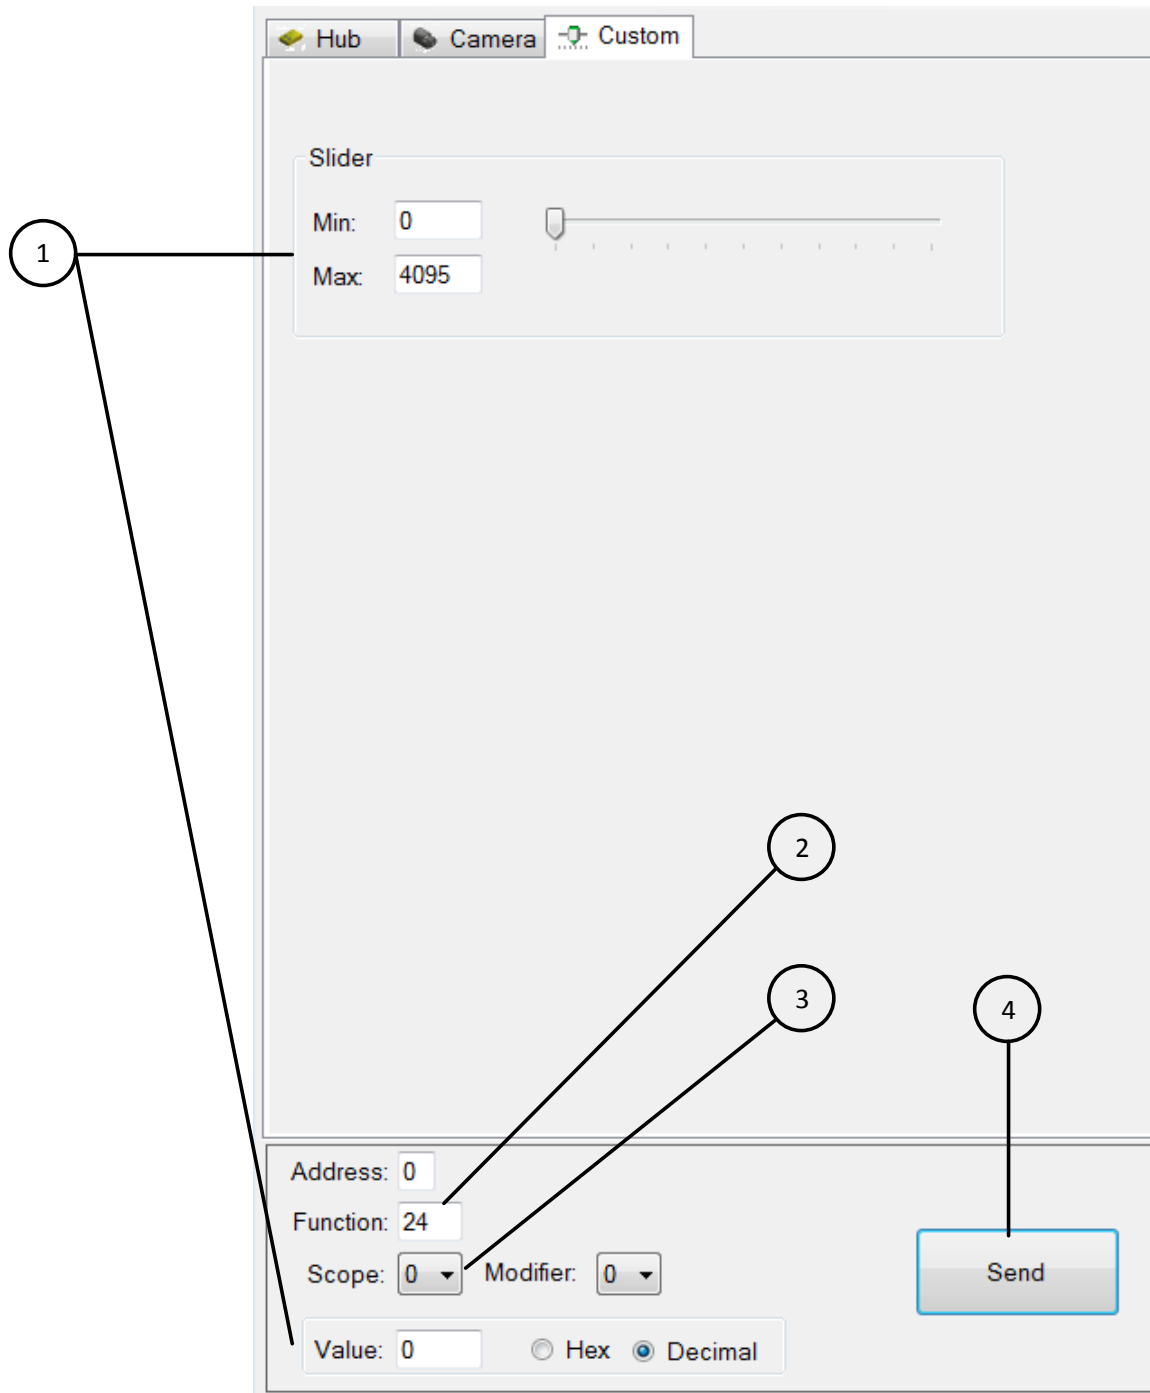 Hub Camera Custom
Slider
Min: 0
1
Max: 4095
2
3
4
Address: 0
Function: 24
Scope: 0 Modifier: 0
Send
Value: 0 Hex Decimal